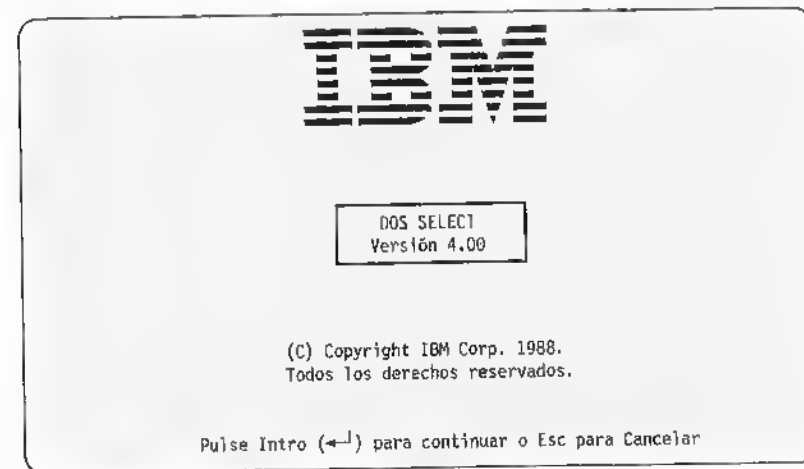 IBM
DOS SELECT
Versión 4.00
(C) Copyright IBM Corp. 1988.
Todos los derechos reservados.
Pulse Intro (↵) para continuar o Esc para Cancelar